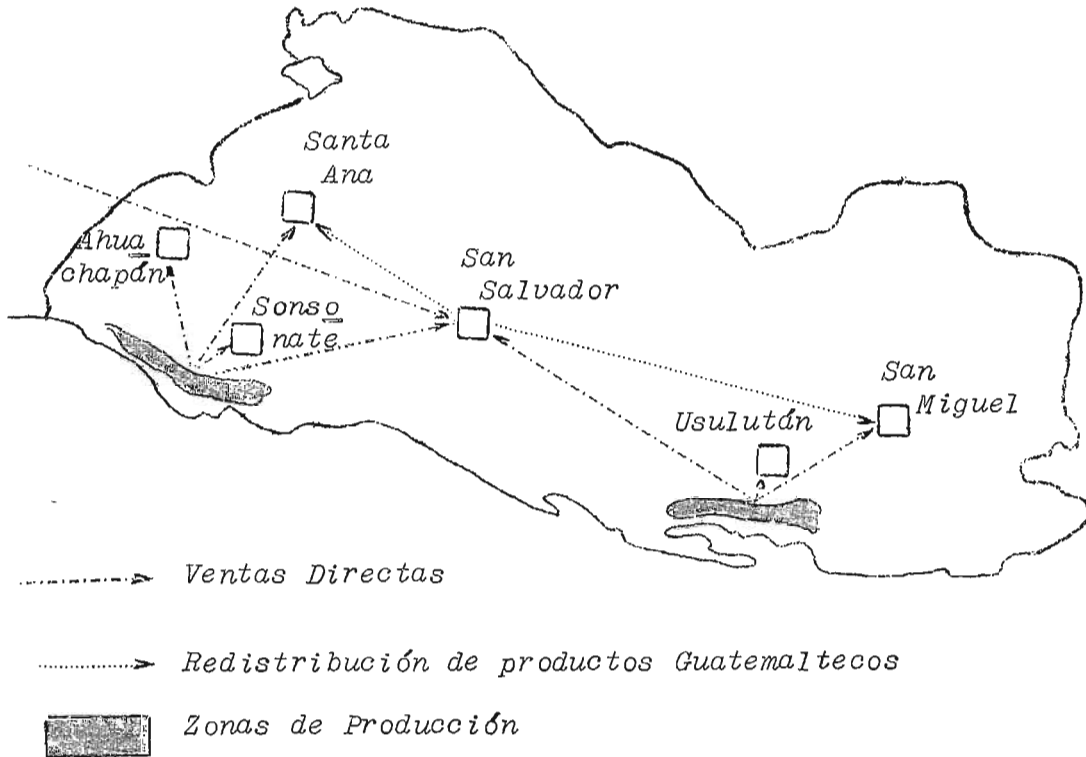 Santa
Ana
Ahua
chapán
San
Salvador
Sonso
nate
San
Miguel
Usulután
Ventas Directas
Redistribución de productos Guatemaltecos
Zonas de Producción